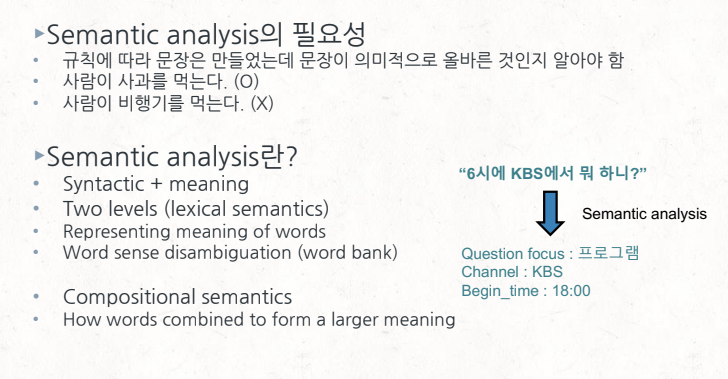 Semantic analysis의 필요성
규칙에 따라 문장은 만들었는데 문장이 의미적으로 올바른 것인지 알아야 함
사람이 사과를 먹는다. (O)
사람이 비행기를 먹는다. (X)
Semantic analysis란?
Syntactic + meaning
Two levels (lexical semantics)
Representing meaning of words
Word sense disambiguation (word bank)
Compositional semantics
How words combined to form a larger meaning
“6시에 KBS에서 뭐 하니?”
Semantic analysis
Question focus : 프로그램
Channel : KBS
Begin_time : 18:00